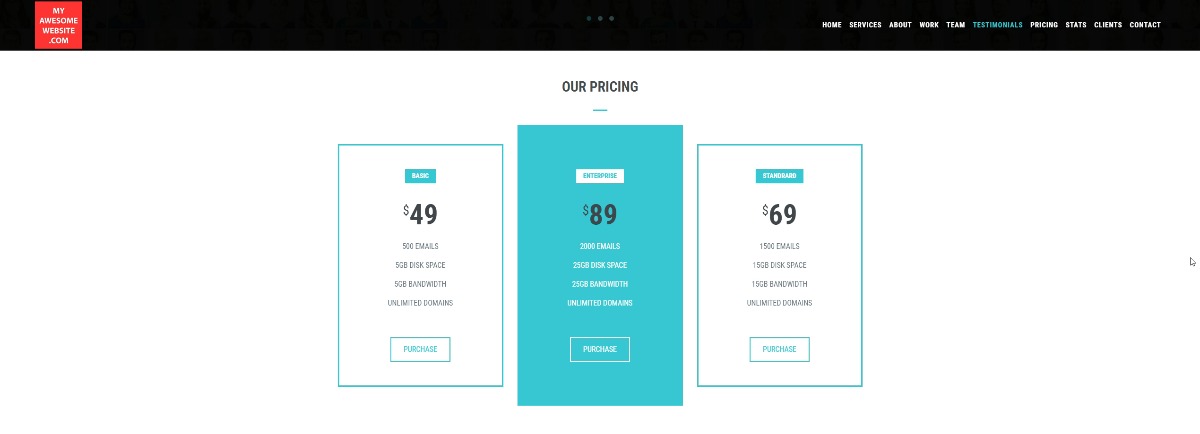 MY
AWESOME
WEBSITE
.COM
HOME SERVICES ABOUT WORK TEAM TESTIMONIALS PRICING STATS CLIENTS CONTACT
OUR PRICING
BASIC
$49
500 EMAILS
5GB DISK SPACE
5GB BANDWIDTH
UNLIMITED DOMAINS
PURCHASE
ENTERPRISE
$89
2000 EMAILS
25GB DISK SPACE
25GB BANDWIDTH
UNLIMITED DOMAINS
PURCHASE
STANDRARD
$69
1500 EMAILS
15GB DISK SPACE
15GB BANDWIDTH
UNLIMITED DOMAINS
PURCHASE